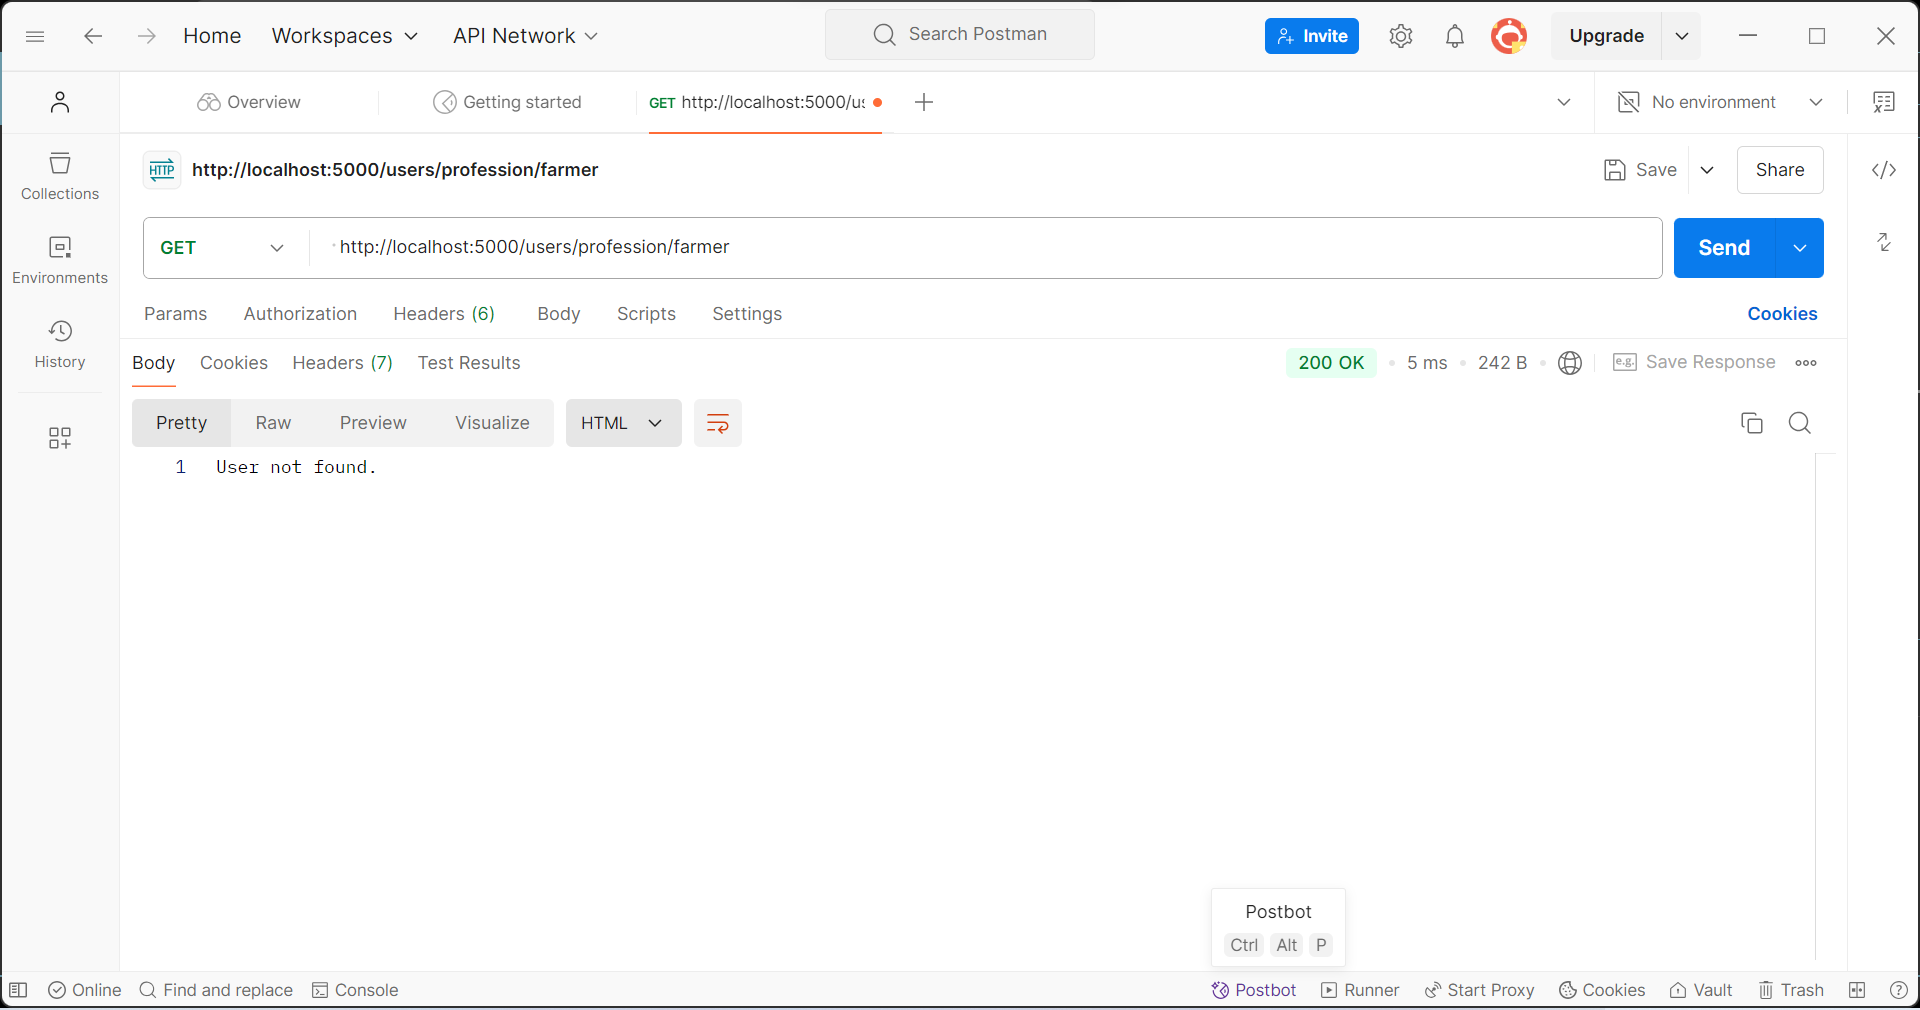 Home Workspaces API Network Search Postman Invite Upgrade
Overview Getting started GET http://localhost:5000/us No environment
HTTP http://localhost:5000/users/profession/farmer Save Share
Collections
GET http://localhost:5000/users/profession/farmer Send
Environments
Params Authorization Headers (6) Body Scripts Settings Cookies
History
Body Cookies Headers (7) Test Results 200 OK 5 ms 242 B e.g. Save Response
Pretty Raw Preview Visualize HTML
1 User not found.
Postbot
Ctrl Alt P
Online Find and replace Console Postbot Runner Start Proxy Cookies Vault Trash